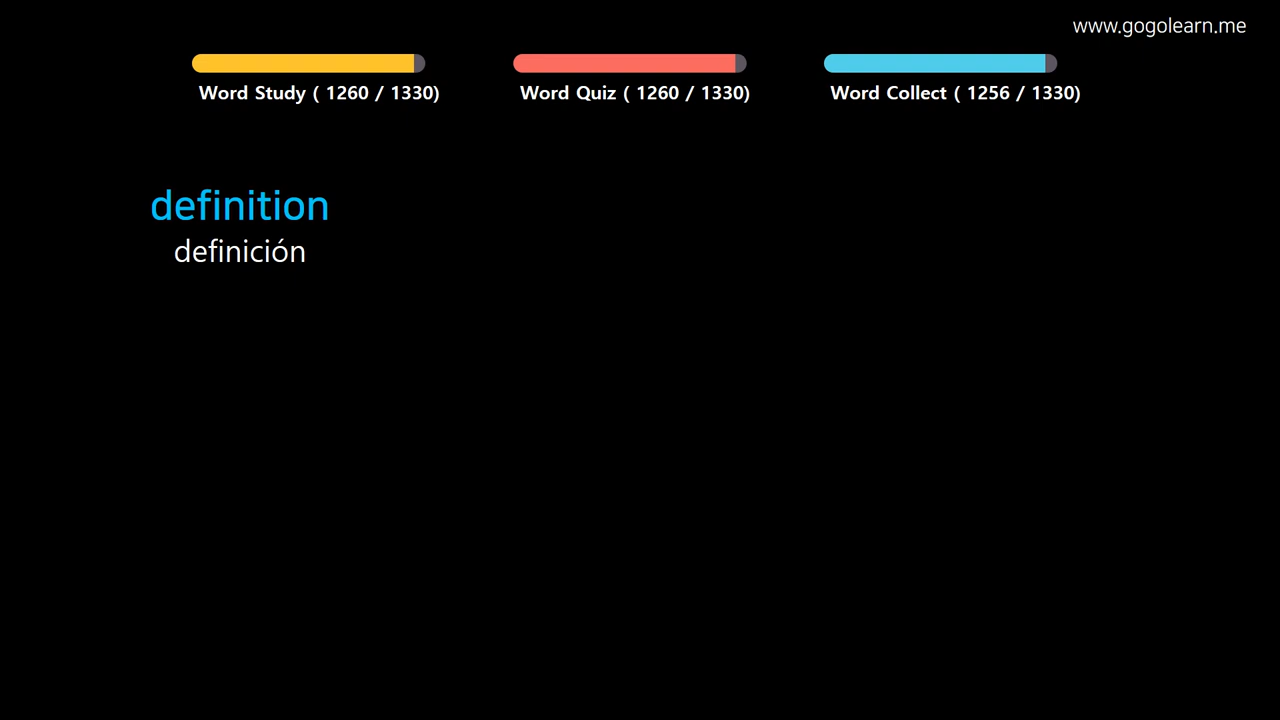 www.gogolearn.me
Word Study ( 1260 / 1330)
Word Quiz ( 1260 / 1330)
Word Collect ( 1256 / 1330)
definition
definición